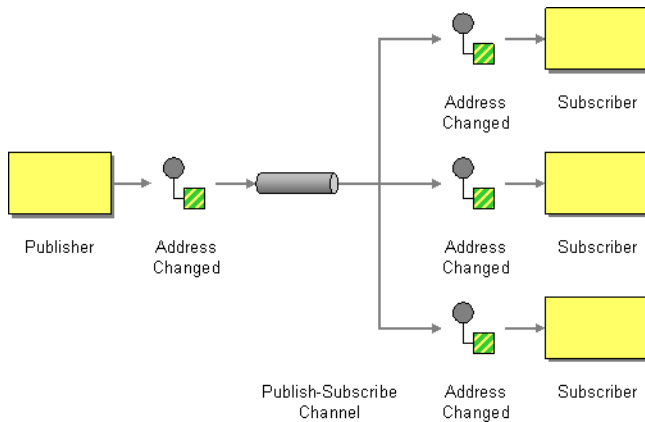 Address
Changed
Subscriber
Publisher
Address
Changed
Address
Changed
Subscriber
Publish-Subscribe
Channel
Address
Changed
Subscriber